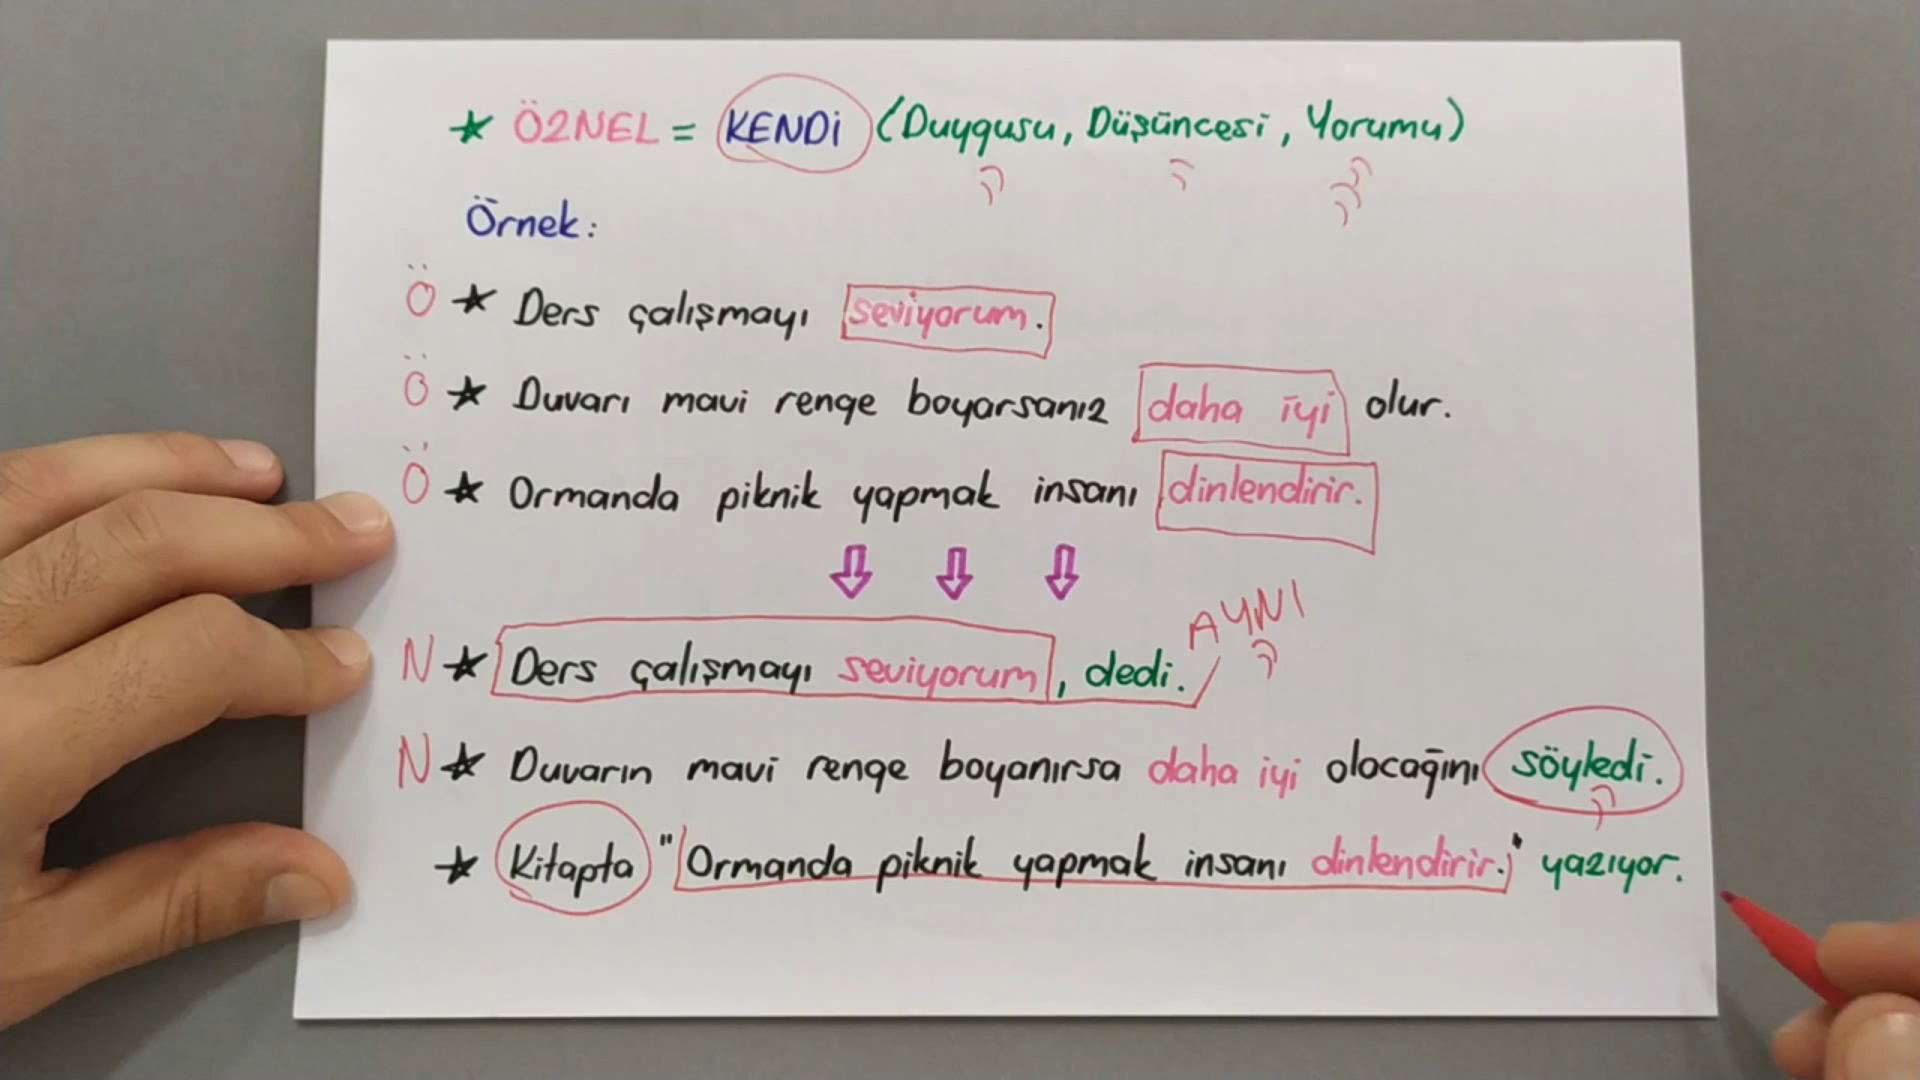 ★ ÖZNEL = KENDİ (Duygusu, Düşüncesi, Yorumu)
Örnek:
Ö ★ Ders çalışmayı seviyorum.
Ö ★ Duvarı mavi renge boyarsanız daha iyi olur.
Ö ★ Ormanda piknik yapmak insanı dinlendirir.
AYNI
N ★ Ders çalışmayı seviyorum, dedi.
N ★ Duvarın mavi renge boyanırsa daha iyi olacağını söyledi.
★ Kitapta "Ormanda piknik yapmak insanı dinlendirir." yazıyor.